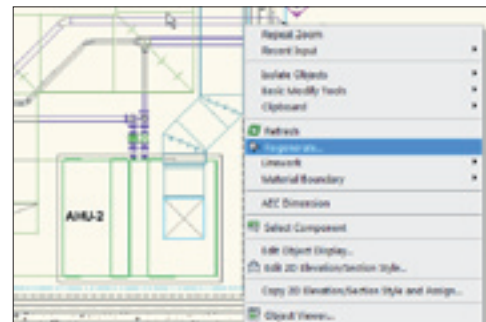 Repeat Zoom
Recent Input
Isolate Objects
Basic Modify Tools
Clipboard
Refresh
Regenerate...
Linework
Material Boundary
AEC Dimension
Select Component
Edit Object Display...
Edit 2D Elevation/Section Style...
Copy 2D Elevation/Section Style and Assign...
Object Viewer...
AHU-2